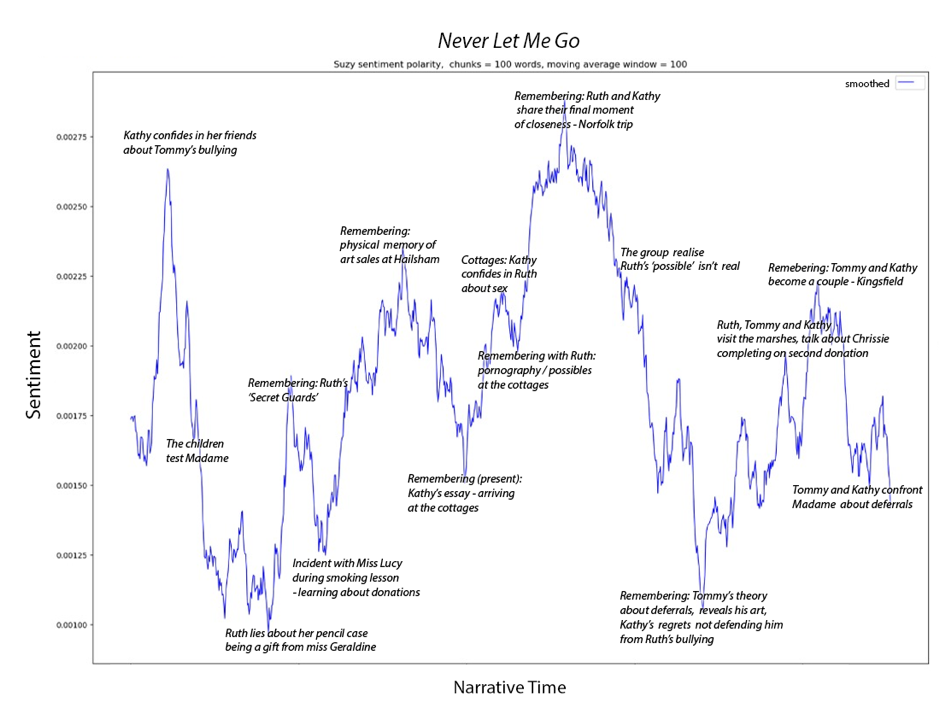 Never Let Me Go
Suzy sentiment polarity, chunks = 100 words, moving average window = 100
smoothed
Remembering: Ruth and Kathy
share their final moment
of closeness - Norfolk trip
Kathy confides in her friends
about Tommy's bullying
Remembering:
physical memory of
art sales at Hailsham
Cottages: Kathy
confides in Ruth
about sex
The group realise
Ruth's 'possible' isn't real
Remebering: Tommy and Kathy
become a couple - Kingsfield
Ruth, Tommy and Kathy
visit the marshes, talk about Chrissie
completing on second donation
Remembering with Ruth:
pornography / possibles
at the cottages
Remembering: Ruth's
'Secret Guards'
The children
test Madame
Remembering (present):
Kathy's essay - arriving
at the cottages
Tommy and Kathy confront
Madame about deferrals
Incident with Miss Lucy
during smoking lesson
- learning about donations
Remembering: Tommy's theory
about deferrals, reveals his art,
Kathy's regrets not defending him
from Ruth's bullying
Ruth lies about her pencil case
being a gift from miss Geraldine
0.00275
0.00250
0.00225
0.00200
0.00175
0.00150
0.00125
0.00100
Sentiment
Narrative Time